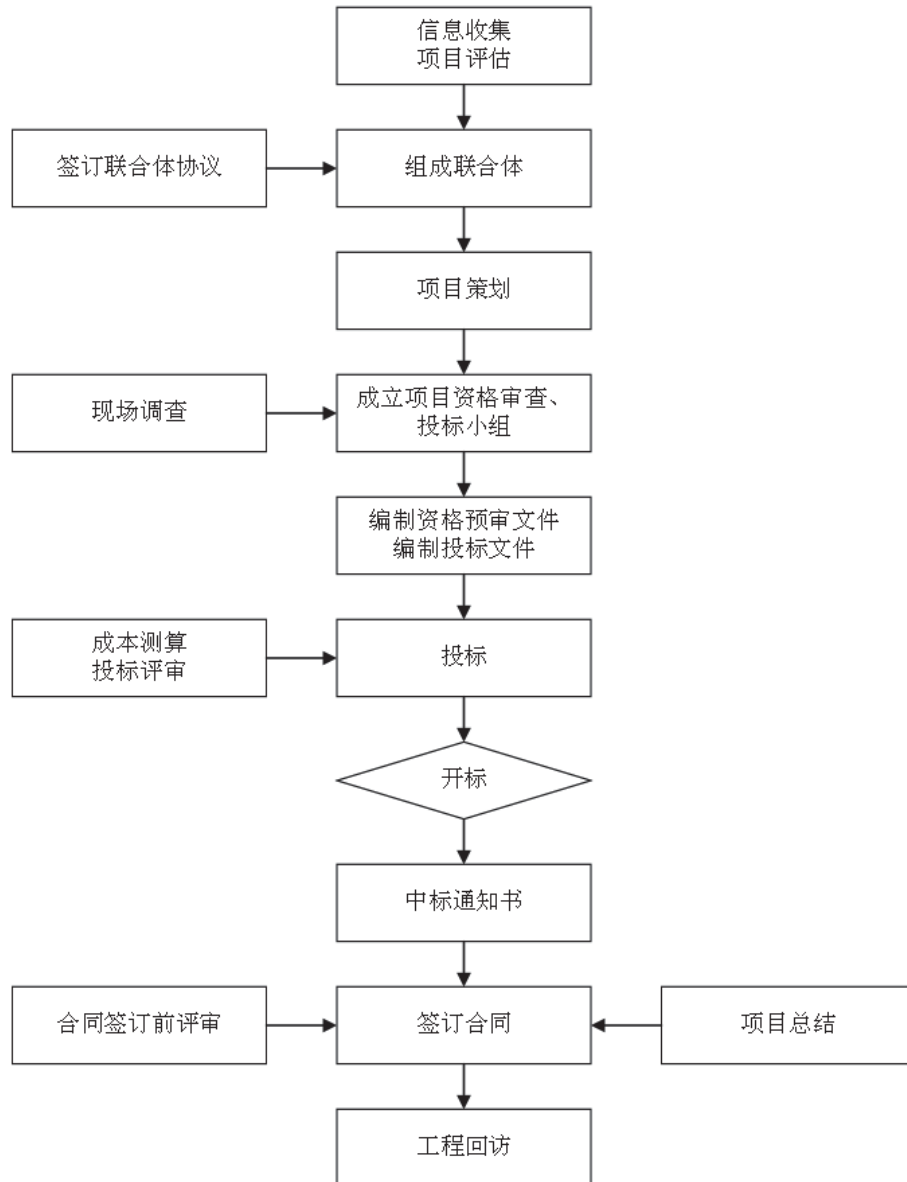 信息收集
项目评估
签订联合体协议
组成联合体
项目策划
现场调查
成立项目资格审查、
投标小组
编制资格预审文件
编制投标文件
成本测算
投标评审
投标
开标
中标通知书
合同签订前评审
签订合同
项目总结
工程回访